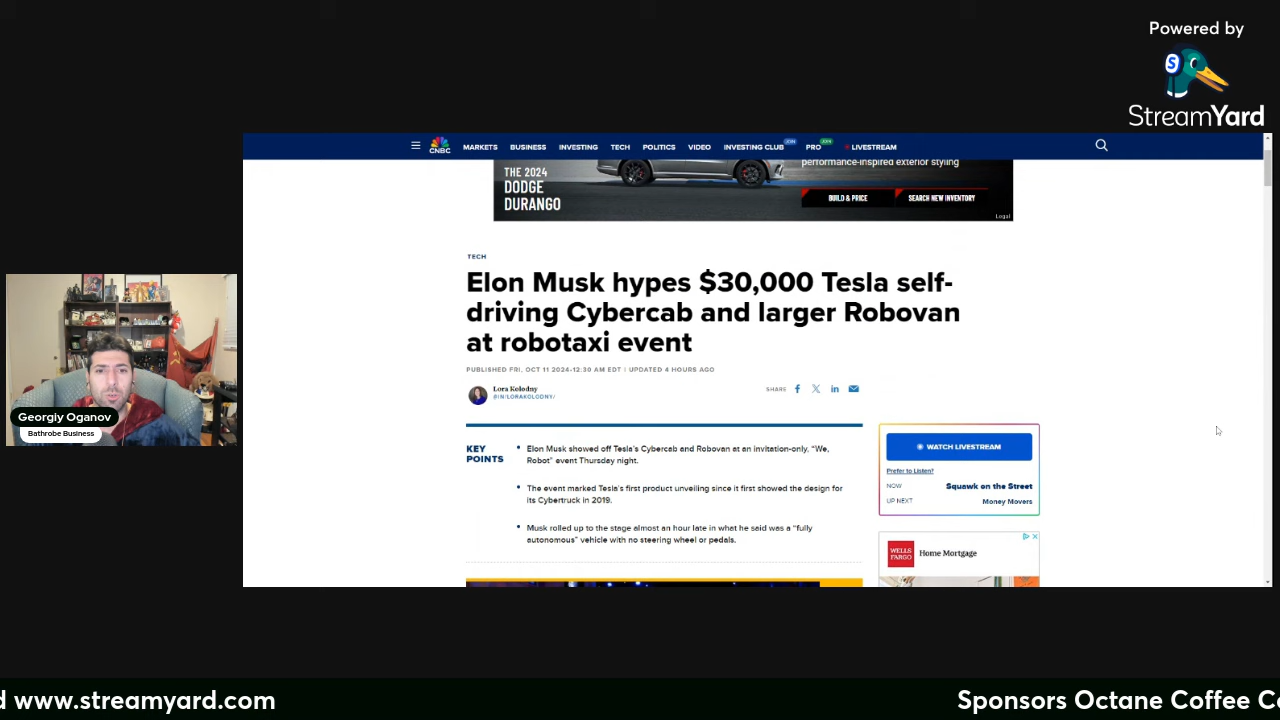 Powered by
StreamYard
CNBC
MARKETS BUSINESS INVESTING TECH POLITICS VIDEO INVESTING CLUB JOIN PRO JOIN LIVESTREAM
performance-inspired exterior styling
THE 2024
DODGE
DURANGO
BUILD & PRICE SEARCH NEW INVENTORY
Legal
TECH
Elon Musk hypes $30,000 Tesla self-
driving Cybercab and larger Robovan
at robotaxi event
PUBLISHED FRI, OCT 11 2024 12:30 AM EDT | UPDATED 4 HOURS AGO
Lora Kolodny
@IN/LORAKOLODNY/
SHARE
KEY
POINTS
Elon Musk showed off Tesla's Cybercab and Robovan at an invitation-only, “We,
Robot” event Thursday night.
The event marked Tesla's first product unveiling since it first showed the design for
its Cybertruck in 2019.
Musk rolled up to the stage almost an hour late in what he said was a “fully
autonomous” vehicle with no steering wheel or pedals.
WATCH LIVESTREAM
Prefer to Listen?
NOW Squawk on the Street
UP NEXT Money Movers
WELLS
FARGO
Home Mortgage
Georgiy Oganov
Bathrobe Business
d www.streamyard.com
Sponsors Octane Coffee Co